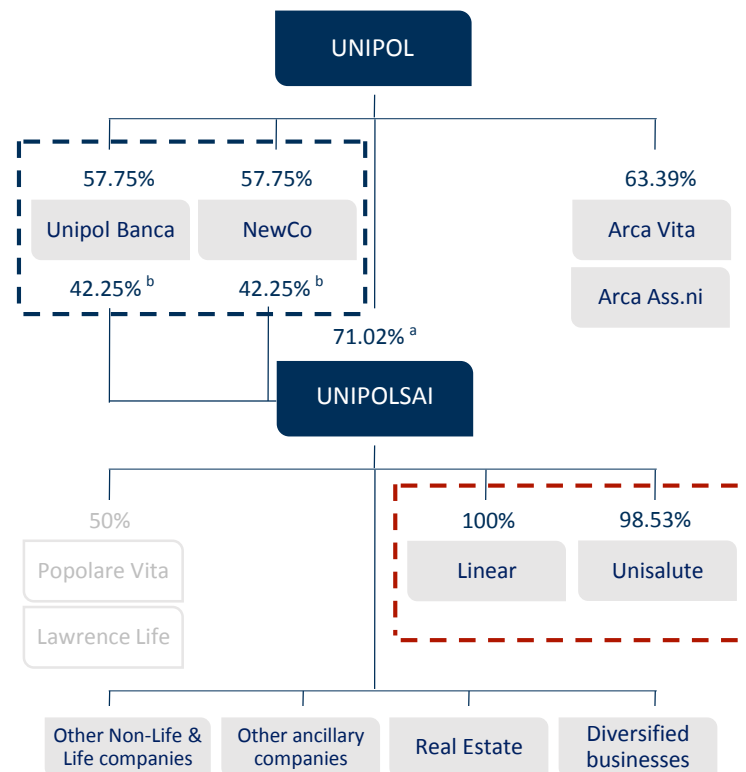 UNIPOL
57.75% 57.75% 63.39%
Unipol Banca NewCo Arca Vita
42.25% b 42.25% b Arca Ass.ni
71.02% a
UNIPOLSAI
50% 100% 98.53%
Popolare Vita Linear Unisalute
Lawrence Life
Other Non-Life & Other ancillary Real Estate Diversified
Life companies companies businesses